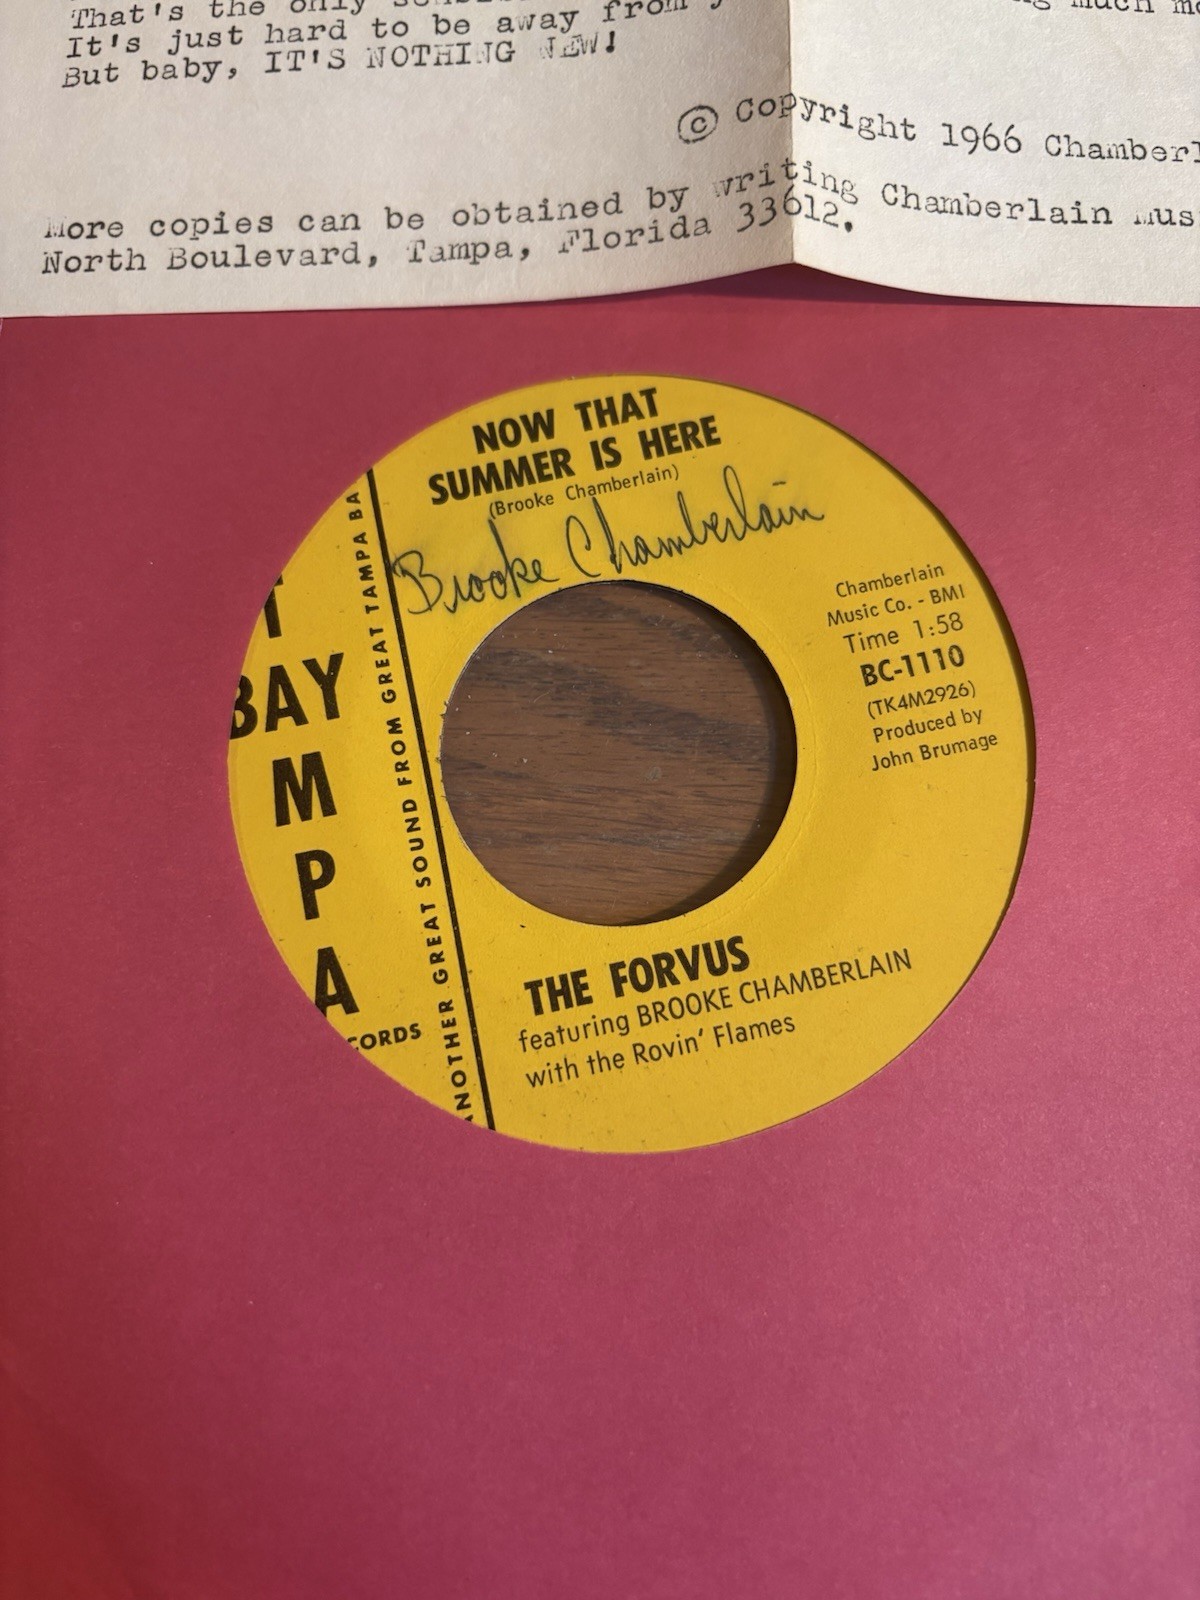 That's the only
It's just hard to be away from
But baby, IT'S NOTHING NEW!
much
© Copyright 1966
More copies can be obtained by writing Chamberlain
North Boulevard, Tampa, Florida 33612.
NOW THAT
SUMMER IS HERE
(Brooke Chamberlain)
Brooke Chamberlain
Chamberlain
Music Co. - BMI
Time 1:58
BC-1110
(TK4M2926)
Produced by
John Brumage
T
BAY
M
P
A
CORDS
ANOTHER GREAT SOUND FROM GREAT TAMPA BA
THE FORVUS
featuring BROOKE CHAMBERLAIN
with the Rovin' Flames